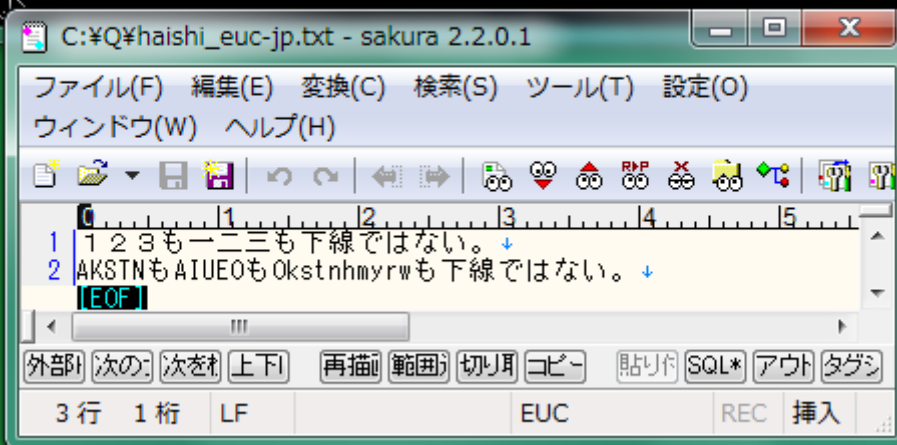 C:¥Q¥haishi_euc-jp.txt - sakura 2.2.0.1
ファイル(F) 編集(E) 変換(C) 検索(S) ツール(T) 設定(O)
ウィンドウ(W) ヘルプ(H)
0 1 2 3 4 5
1 １２３も一二三も下線ではない。↓
2 AKSTNもAIUEOもOkstnhmyrwも下線ではない。↓
[EOF]
外部 次の 次を 上下 再描画 範囲 切り コピー 貼り付 SQL* アウト タグ
3 行 1 桁 LF EUC REC 挿入